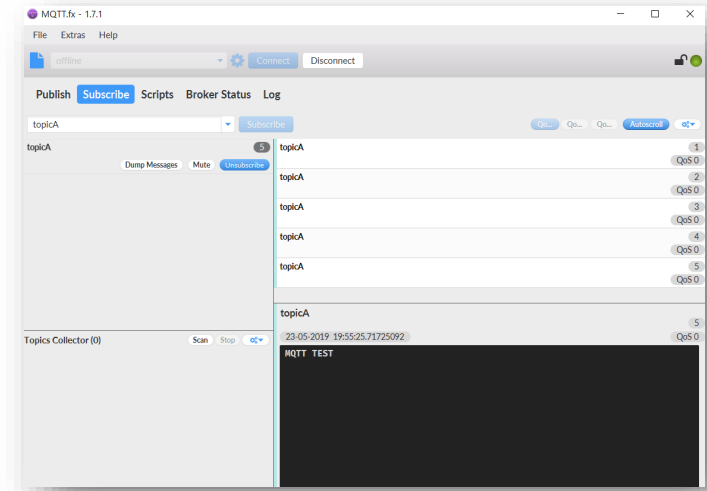 MQTT.fx - 1.7.1
File Extras Help
offline Connect Disconnect
Publish Subscribe Scripts Broker Status Log
topicA Subscribe Qo... Qo... Qo... Autoscroll
topicA 5
Dump Messages Mute Unsubscribe
topicA 1
QoS 0
topicA 2
QoS 0
topicA 3
QoS 0
topicA 4
QoS 0
topicA 5
QoS 0
Topics Collector (0) Scan Stop
topicA
5
23-05-2019 19:55:25.71725092 QoS 0
MQTT TEST